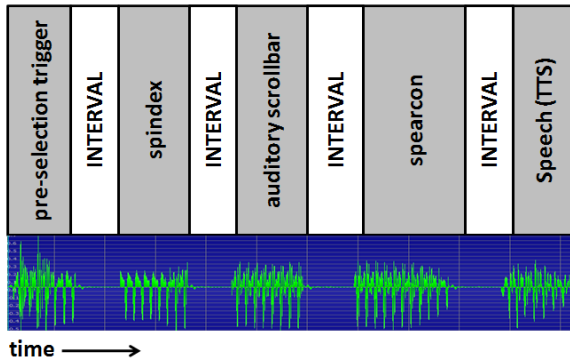 pre-selection trigger
INTERVAL
spindex
INTERVAL
auditory scrollbar
INTERVAL
spearcon
INTERVAL
Speech (TTS)
time